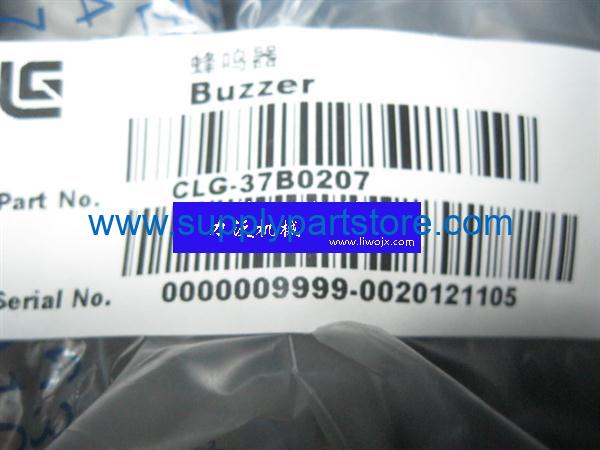 蜂鸣器
LG
Buzzer
Part No.
CLG-37B0207
www.supplypartstore.com
力沃机械
www.liwojx.com
Serial No.
0000009999-0020121105